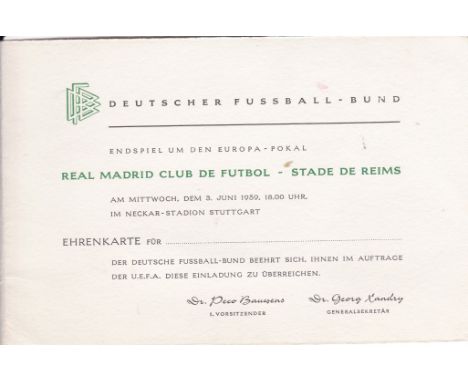 DFB
DEUTSCHER FUSSBALL-BUND
ENDSPIEL UM DEN EUROPA-POKAL
REAL MADRID CLUB DE FUTBOL - STADE DE REIMS
AM MITTWOCH, DEM 3. JUNI 1959, 18.00 UHR,
IM NECKAR-STADION STUTTGART
EHRENKARTE FÜR
DER DEUTSCHE FUSSBALL-BUND BEEHRT SICH, IHNEN IM AUFTRAGE
DER U.E.F.A. DIESE EINLADUNG ZU ÜBERREICHEN.
Dr. Peco Bauwens Dr. Georg Xandry
1. VORSITZENDER GENERALSEKRETÄR